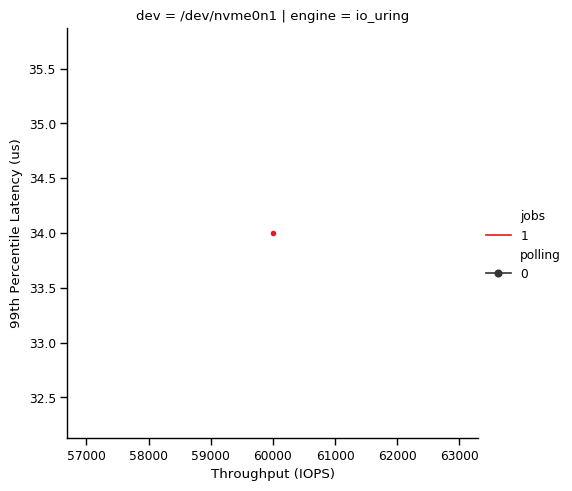 dev = /dev/nvme0n1 | engine = io_uring
35.5
35.0
34.5
34.0
33.5
33.0
32.5
99th Percentile Latency (us)
57000 58000 59000 60000 61000 62000 63000
Throughput (IOPS)
jobs
1
polling
0